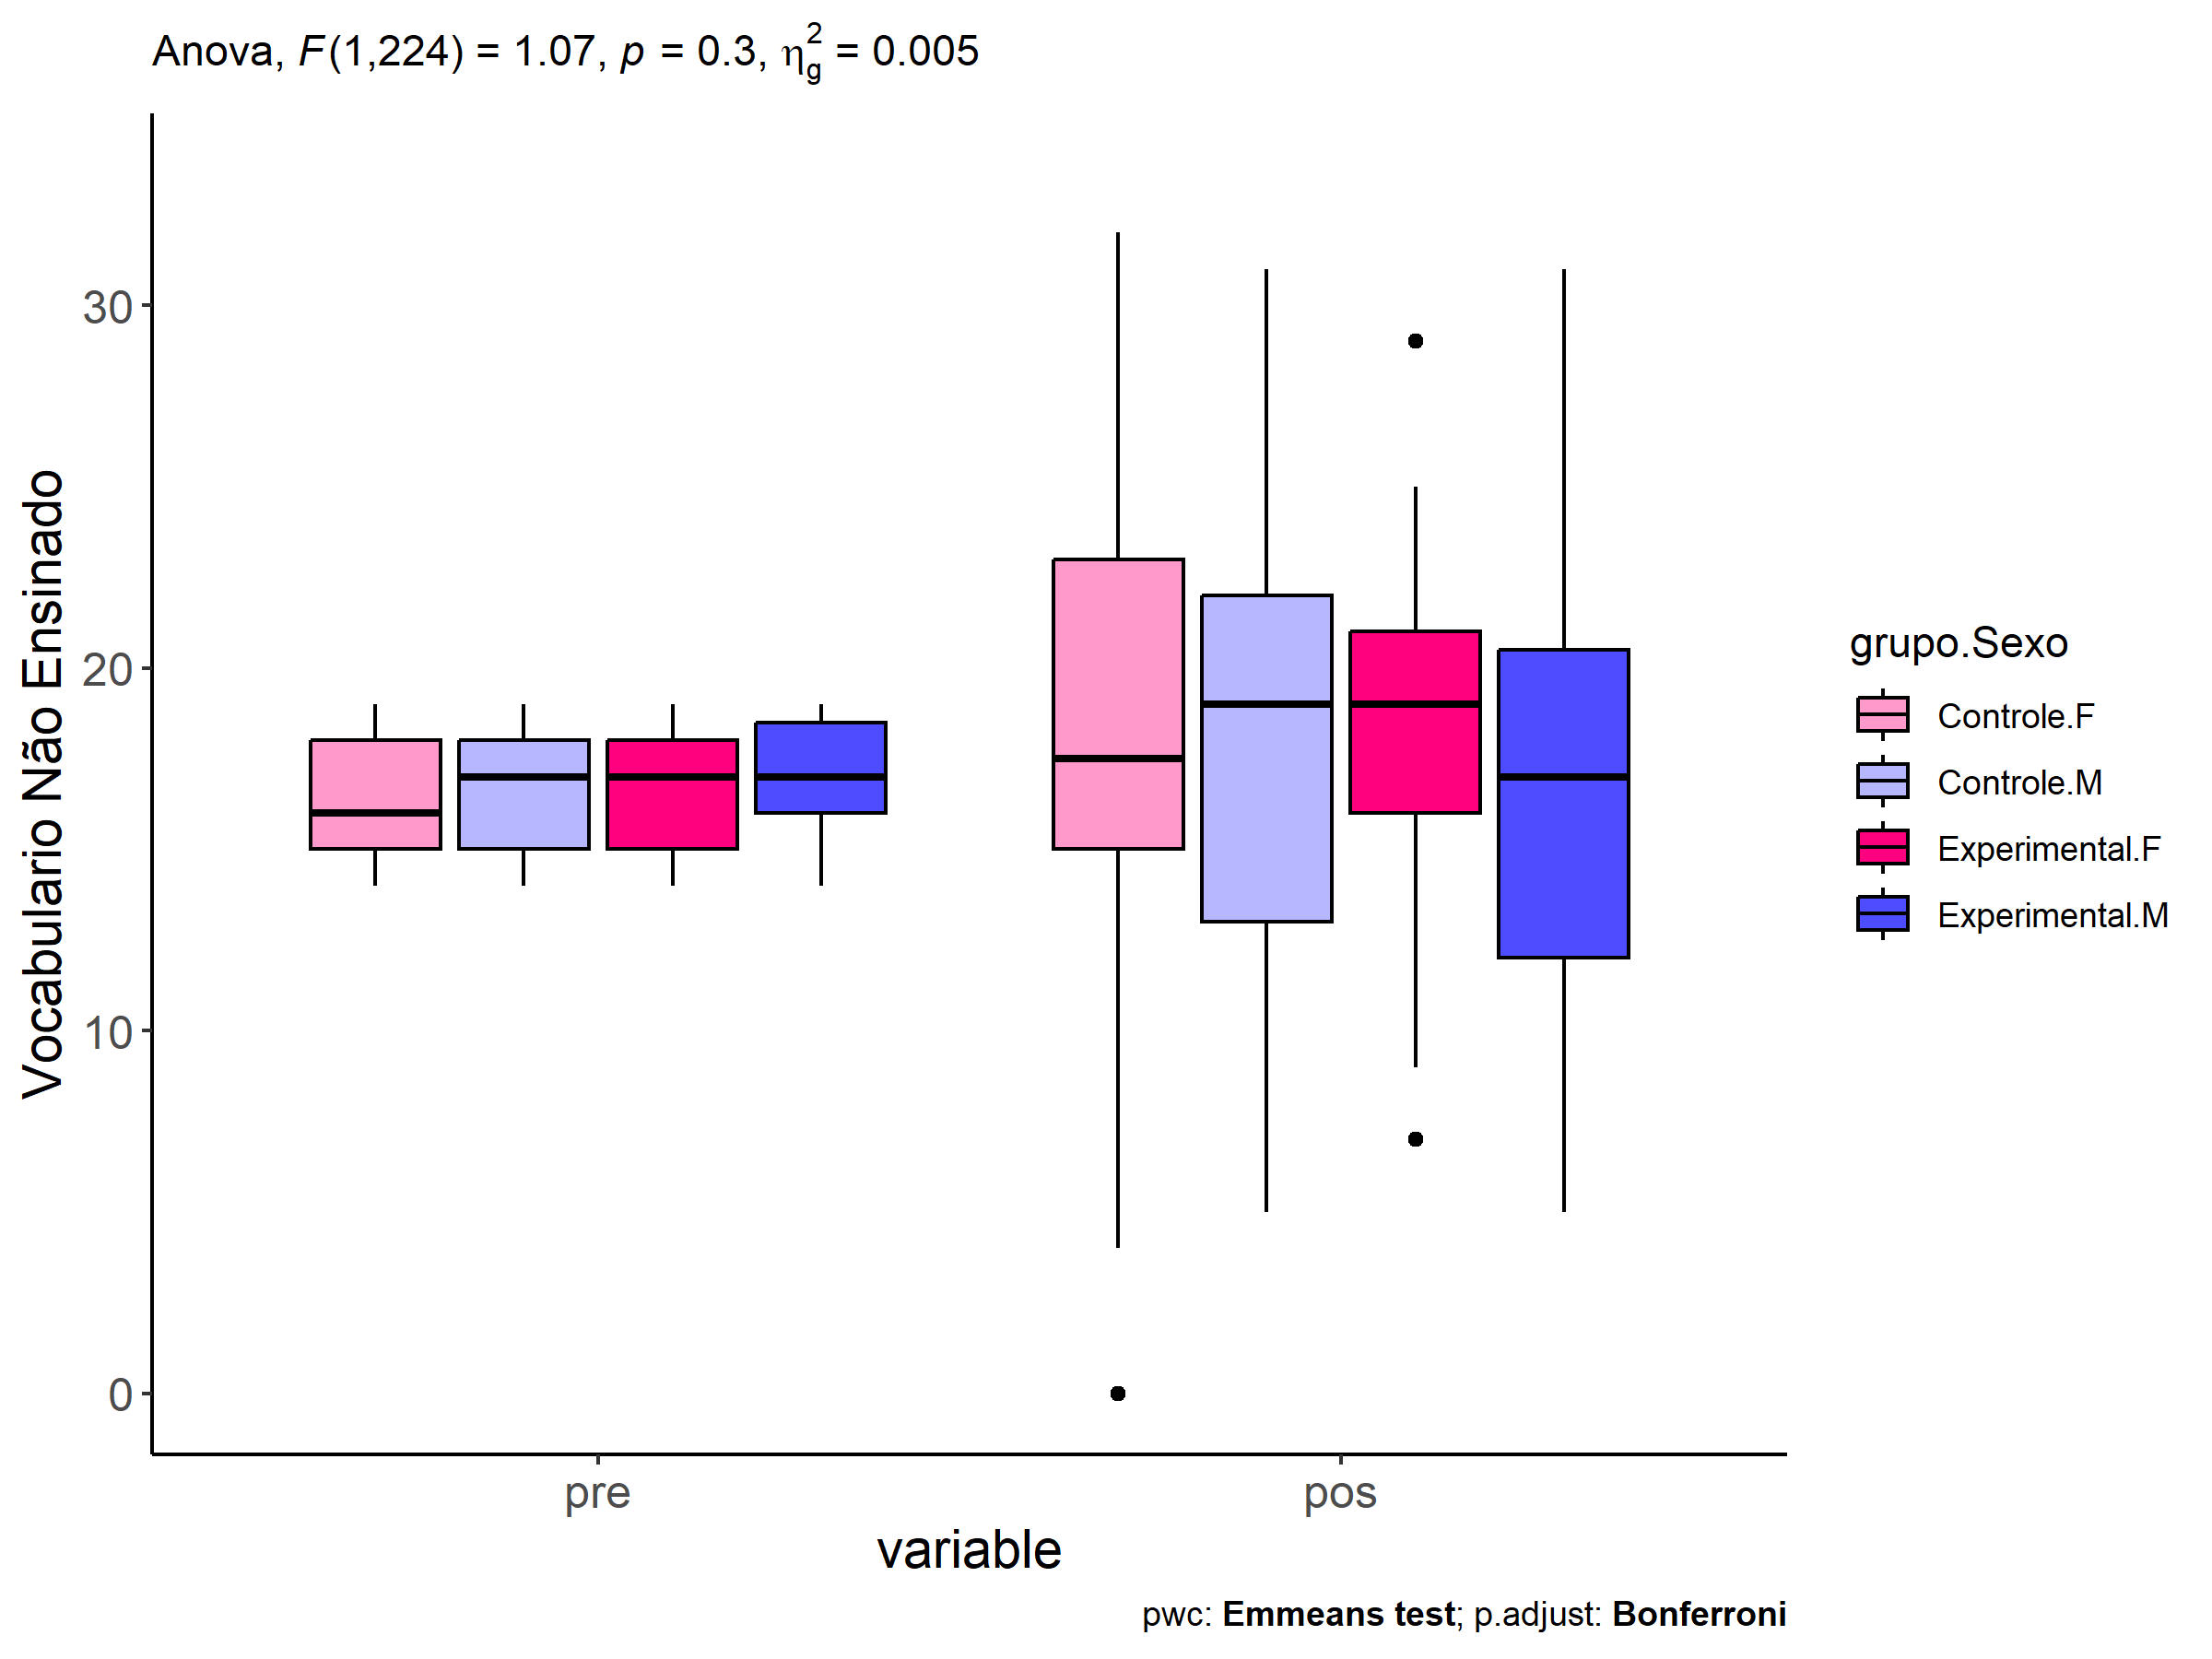 Anova, F(1,224) = 1.07, p = 0.3, η²g = 0.005
Vocabulario Não Ensinado
30
20
10
0
pre
pos
variable
grupo.Sexo
Controle.F
Controle.M
Experimental.F
Experimental.M
pwc: Emmeans test; p.adjust: Bonferroni